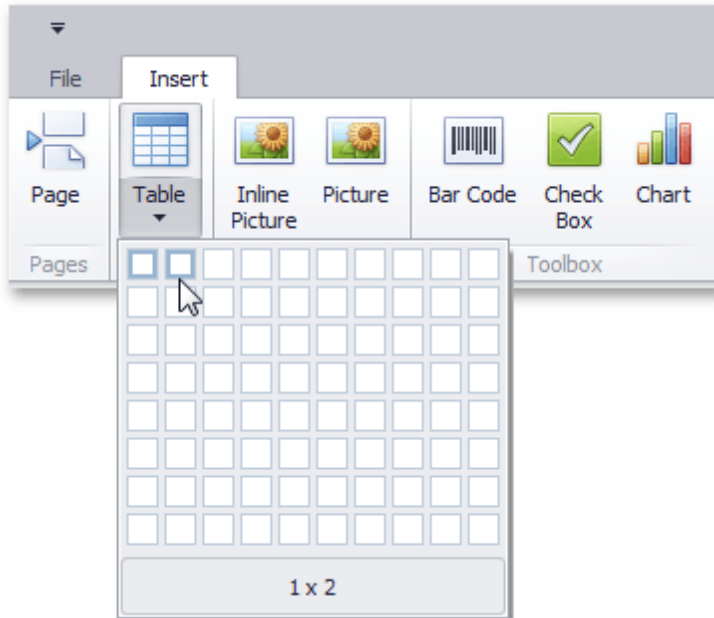 File Insert
Page Table Inline Picture Picture Bar Code Check Box Chart
Pages Toolbox
1 x 2